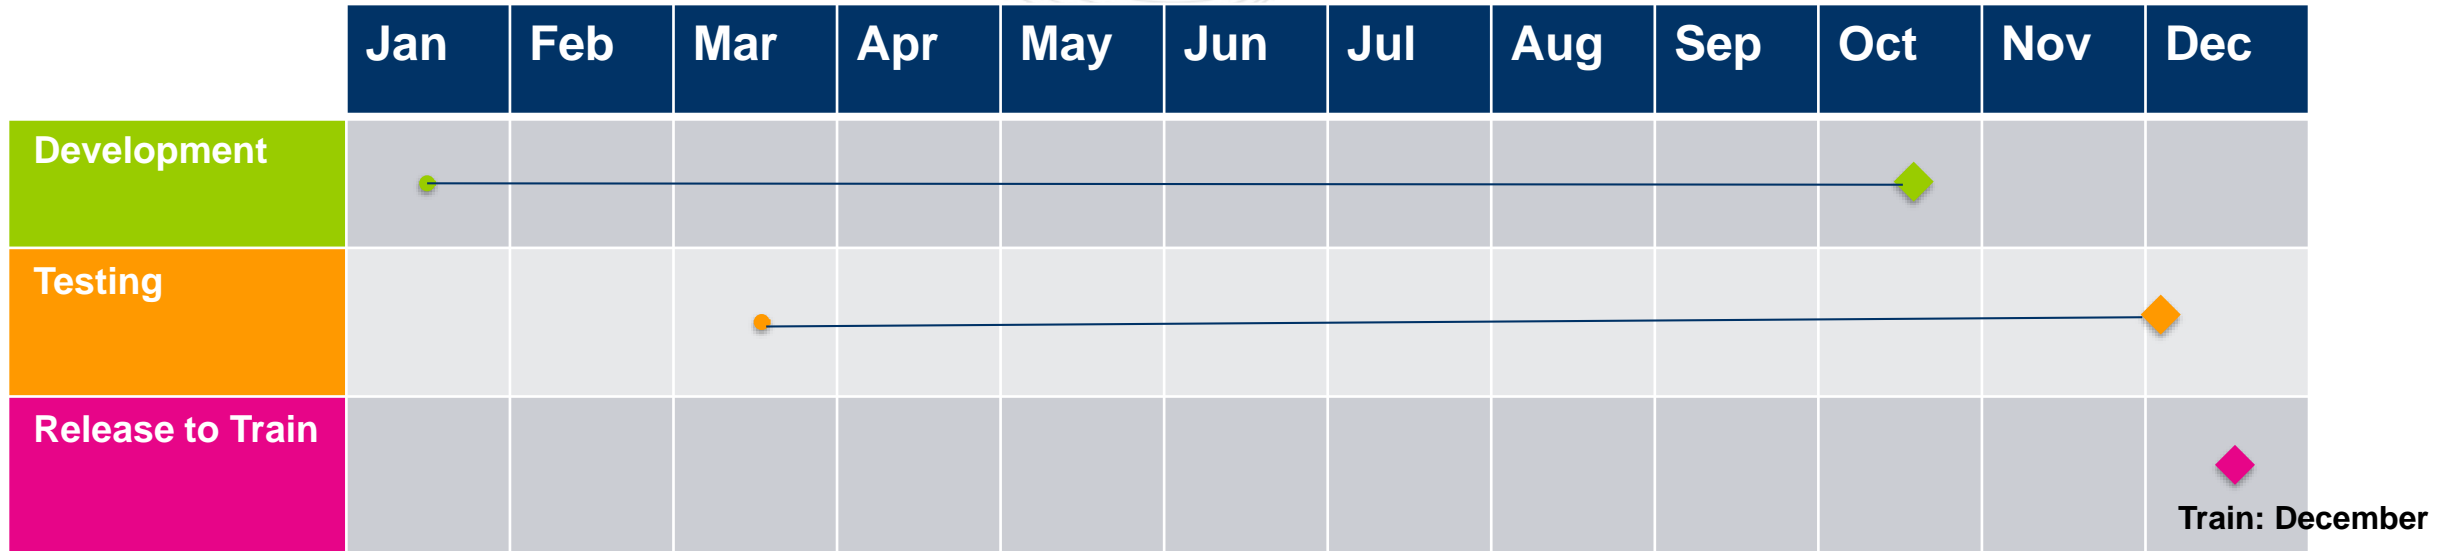 Jan Feb Mar Apr May Jun Jul Aug Sep Oct Nov Dec
Development
Testing
Release to Train
Train: December